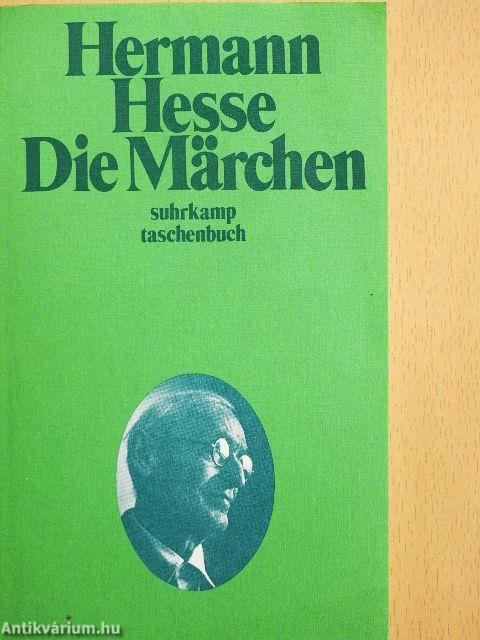 Hermann
Hesse
Die Märchen
suhrkamp
taschenbuch
Antikvárium.hu